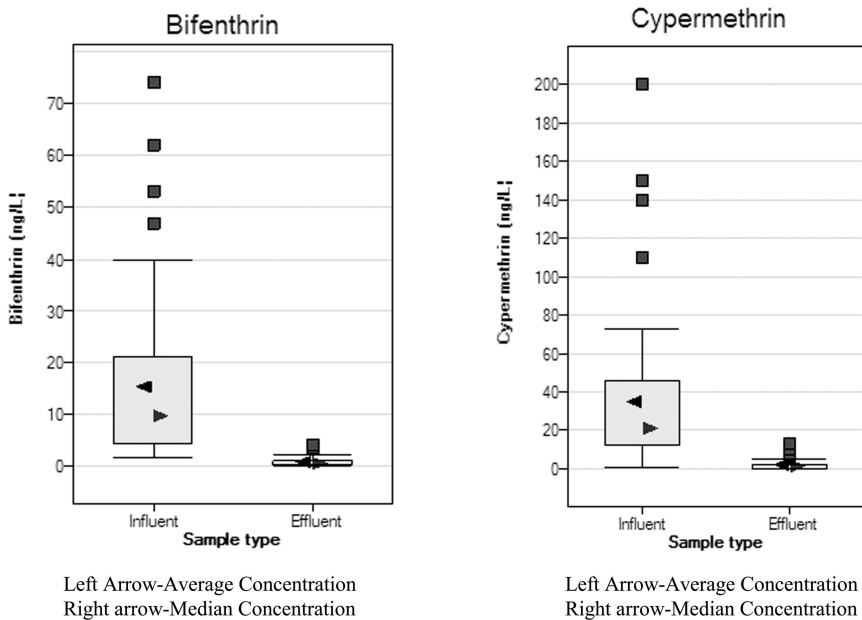 Bifenthrin
Bifenthrin (ng/L)
70
60
50
40
30
20
10
0
Influent Effluent
Sample type
Left Arrow-Average Concentration
Right arrow-Median Concentration
Cypermethrin
Cypermethrin (ng/L)
200
180
160
140
120
100
80
60
40
20
0
Influent Effluent
Sample type
Left Arrow-Average Concentration
Right arrow-Median Concentration